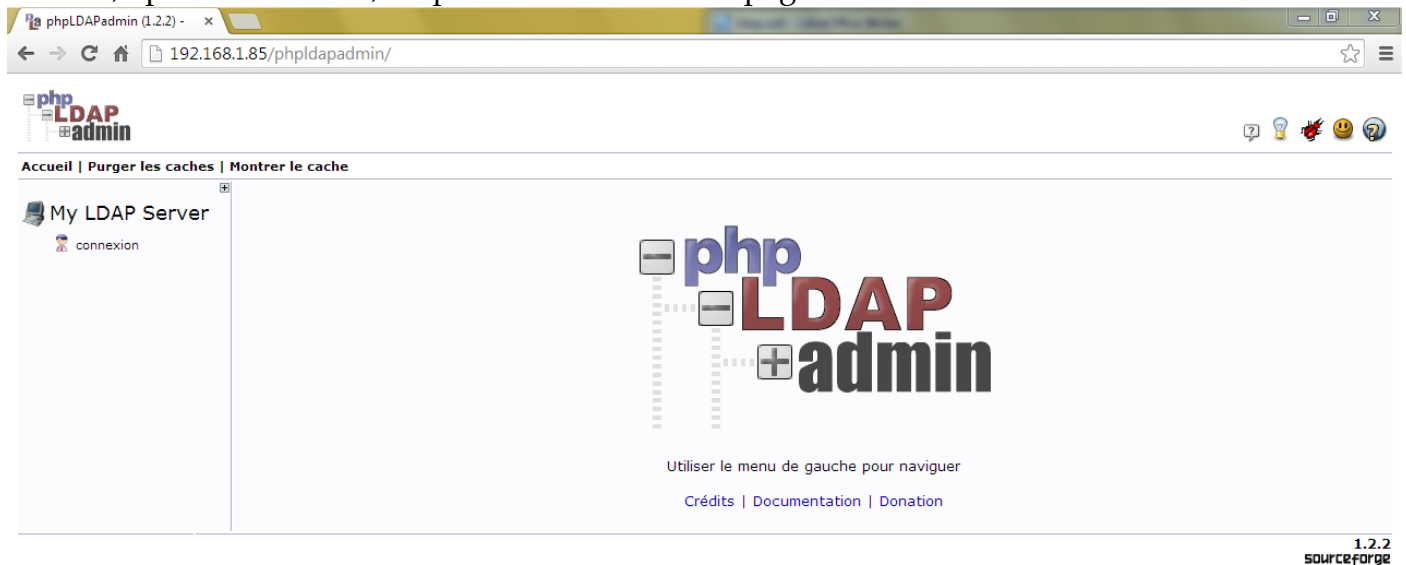 phpLDAPadmin (1.2.2) -
192.168.1.85/phpldapadmin/
php
LDAP
admin
Accueil | Purger les caches | Montrer le cache
My LDAP Server
connexion
php
LDAP
admin
Utiliser le menu de gauche pour naviguer
Crédits | Documentation | Donation
1.2.2
sourceforge